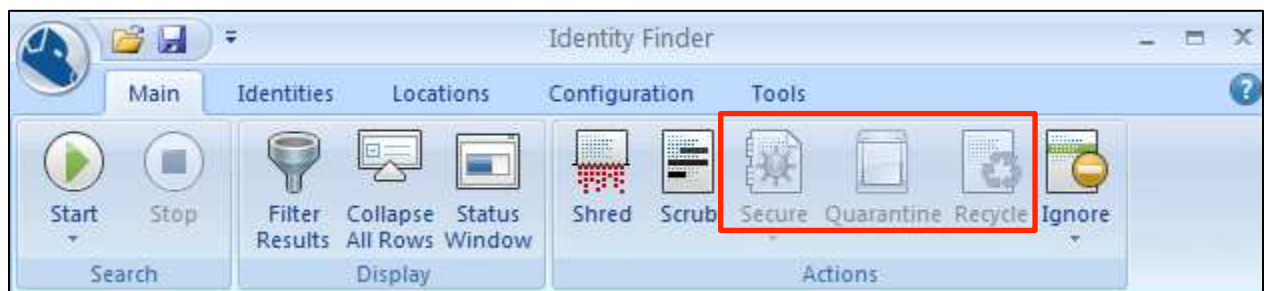 Identity Finder
Main Identities Locations Configuration Tools
Start Stop Filter Results Collapse All Rows Status Window Shred Scrub Secure Quarantine Recycle Ignore
Search Display Actions